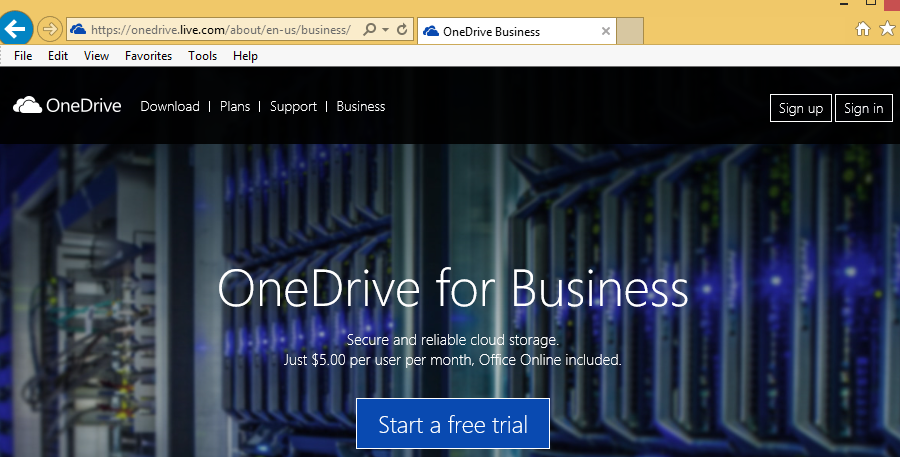 https://onedrive.live.com/about/en-us/business/
OneDrive Business
File Edit View Favorites Tools Help
OneDrive Download | Plans | Support | Business Sign up Sign in
OneDrive for Business
Secure and reliable cloud storage.
Just $5.00 per user per month, Office Online included.
Start a free trial